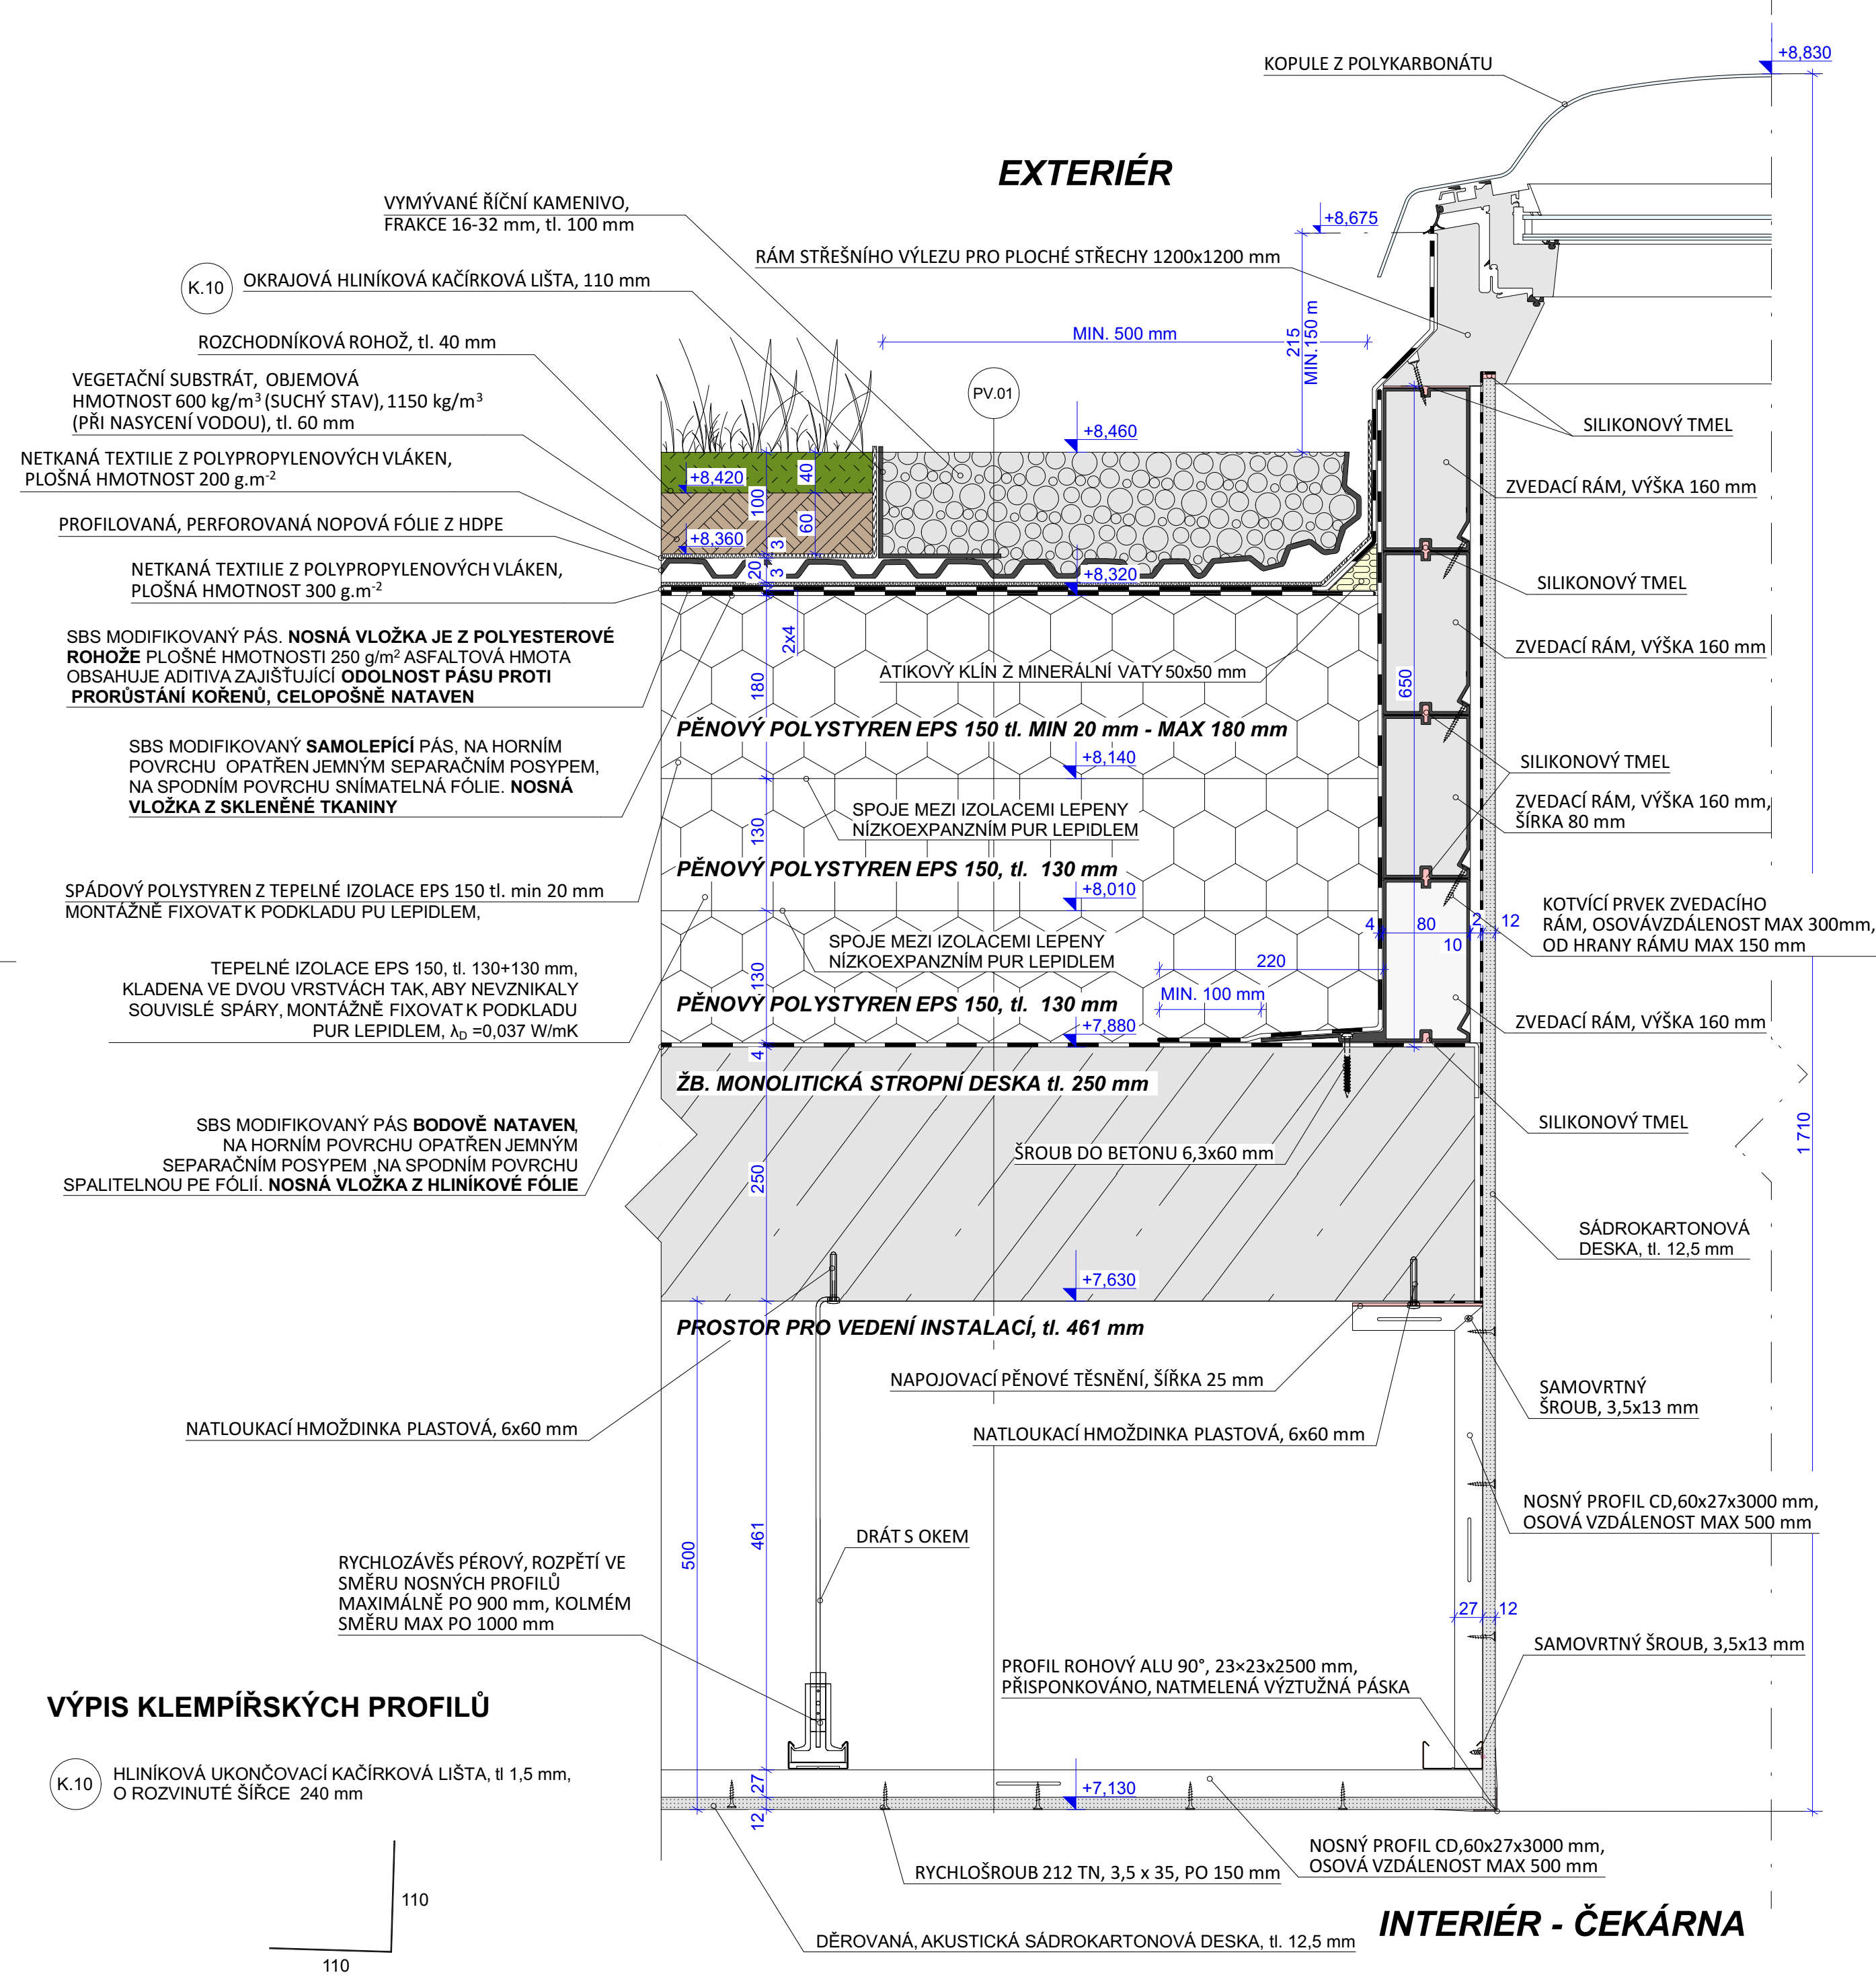 +8,830
KOPULE Z POLYKARBONÁTU
EXTERIÉR
VYMÝVANÉ ŘÍČNÍ KAMENIVO,
FRAKCE 16-32 mm, tl. 100 mm
+8,675
RÁM STŘEŠNÍHO VÝLEZU PRO PLOCHÉ STŘECHY 1200x1200 mm
K.10
OKRAJOVÁ HLINÍKOVÁ KAČÍRKOVÁ LIŠTA, 110 mm
MIN. 500 mm
215
MIN.150 m
ROZCHODNÍKOVÁ ROHOŽ, tl. 40 mm
VEGETAČNÍ SUBSTRÁT, OBJEMOVÁ
HMOTNOST 600 kg/m³ (SUCHÝ STAV), 1150 kg/m³
(PŘI NASYCENÍ VODOU), tl. 60 mm
PV.01
SILIKONOVÝ TMEL
+8,460
NETKANÁ TEXTILIE Z POLYPROPYLENOVÝCH VLÁKEN,
PLOŠNÁ HMOTNOST 200 g.m⁻²
+8,420
40
100
60
ZVEDACÍ RÁM, VÝŠKA 160 mm
PROFILOVANÁ, PERFOROVANÁ NOPOVÁ FÓLIE Z HDPE
+8,360
3
20
3
NETKANÁ TEXTILIE Z POLYPROPYLENOVÝCH VLÁKEN,
PLOŠNÁ HMOTNOST 300 g.m⁻²
+8,320
SILIKONOVÝ TMEL
SBS MODIFIKOVANÝ PÁS. NOSNÁ VLOŽKA JE Z POLYESTEROVÉ
ROHOŽE PLOŠNÉ HMOTNOSTI 250 g/m² ASFALTOVÁ HMOTA
OBSAHUJE ADITIVA ZAJIŠŤUJÍCÍ ODOLNOST PÁSU PROTI
PRORŮSTÁNÍ KOŘENŮ, CELOPOŠNĚ NATAVEN
2x4
180
ATIKOVÝ KLÍN Z MINERÁLNÍ VATY 50x50 mm
650
ZVEDACÍ RÁM, VÝŠKA 160 mm
PĚNOVÝ POLYSTYREN EPS 150 tl. MIN 20 mm - MAX 180 mm
SBS MODIFIKOVANÝ SAMOLEPÍCÍ PÁS, NA HORNÍM
POVRCHU OPATŘEN JEMNÝM SEPARAČNÍM POSYPEM,
NA SPODNÍM POVRCHU SNÍMATELNÁ FÓLIE. NOSNÁ
VLOŽKA Z SKLENĚNÉ TKANINY
+8,140
SILIKONOVÝ TMEL
ZVEDACÍ RÁM, VÝŠKA 160 mm,
ŠÍRKA 80 mm
SPOJE MEZI IZOLACEMI LEPENY
NÍZKOEXPANZNÍM PUR LEPIDLEM
130
PĚNOVÝ POLYSTYREN EPS 150, tl. 130 mm
+8,010
SPÁDOVÝ POLYSTYREN Z TEPELNÉ IZOLACE EPS 150 tl. min 20 mm
MONTÁŽNĚ FIXOVAT K PODKLADU PU LEPIDLEM,
KOTVÍCÍ PRVEK ZVEDACÍHO
RÁM, OSOVÁVZDÁLENOST MAX 300mm,
OD HRANY RÁMU MAX 150 mm
4
80
10
2
12
SPOJE MEZI IZOLACEMI LEPENY
NÍZKOEXPANZNÍM PUR LEPIDLEM
220
MIN. 100 mm
130
TEPELNÉ IZOLACE EPS 150, tl. 130+130 mm,
KLADENA VE DVOU VRSTVÁCH TAK, ABY NEVZNIKALY
SOUVISLÉ SPÁRY, MONTÁŽNĚ FIXOVAT K PODKLADU
PUR LEPIDLEM, λD =0,037 W/mK
PĚNOVÝ POLYSTYREN EPS 150, tl. 130 mm
ZVEDACÍ RÁM, VÝŠKA 160 mm
+7,880
4
ŽB. MONOLITICKÁ STROPNÍ DESKA tl. 250 mm
SILIKONOVÝ TMEL
1 710
SBS MODIFIKOVANÝ PÁS BODOVĚ NATAVEN,
NA HORNÍM POVRCHU OPATŘEN JEMNÝM
SEPARAČNÍM POSYPEM ,NA SPODNÍM POVRCHU
SPALITELNOU PE FÓLIÍ. NOSNÁ VLOŽKA Z HLINÍKOVÉ FÓLIE
ŠROUB DO BETONU 6,3x60 mm
250
SÁDROKARTONOVÁ
DESKA, tl. 12,5 mm
+7,630
PROSTOR PRO VEDENÍ INSTALACÍ, tl. 461 mm
NAPOJOVACÍ PĚNOVÉ TĚSNĚNÍ, ŠÍŘKA 25 mm
SAMOVRTNÝ
ŠROUB, 3,5x13 mm
NATLOUKACÍ HMOŽDINKA PLASTOVÁ, 6x60 mm
NATLOUKACÍ HMOŽDINKA PLASTOVÁ, 6x60 mm
NOSNÝ PROFIL CD,60x27x3000 mm,
OSOVÁ VZDÁLENOST MAX 500 mm
500
461
DRÁT S OKEM
RYCHLOZÁVĚS PÉROVÝ, ROZPĚTÍ VE
SMĚRU NOSNÝCH PROFILŮ
MAXIMÁLNĚ PO 900 mm, KOLMÉM
SMĚRU MAX PO 1000 mm
27
12
SAMOVRTNÝ ŠROUB, 3,5x13 mm
PROFIL ROHOVÝ ALU 90°, 23×23x2500 mm,
PŘISPONKOVÁNO, NATMELENÁ VÝZTUŽNÁ PÁSKA
VÝPIS KLEMPÍŘSKÝCH PROFILŮ
K.10
HLINÍKOVÁ UKONČOVACÍ KAČÍRKOVÁ LIŠTA, tl 1,5 mm,
O ROZVINUTÉ ŠÍŘCE 240 mm
27
12
+7,130
NOSNÝ PROFIL CD,60x27x3000 mm,
OSOVÁ VZDÁLENOST MAX 500 mm
RYCHLOŠROUB 212 TN, 3,5 x 35, PO 150 mm
110
110
INTERIÉR - ČEKÁRNA
DĚROVANÁ, AKUSTICKÁ SÁDROKARTONOVÁ DESKA, tl. 12,5 mm